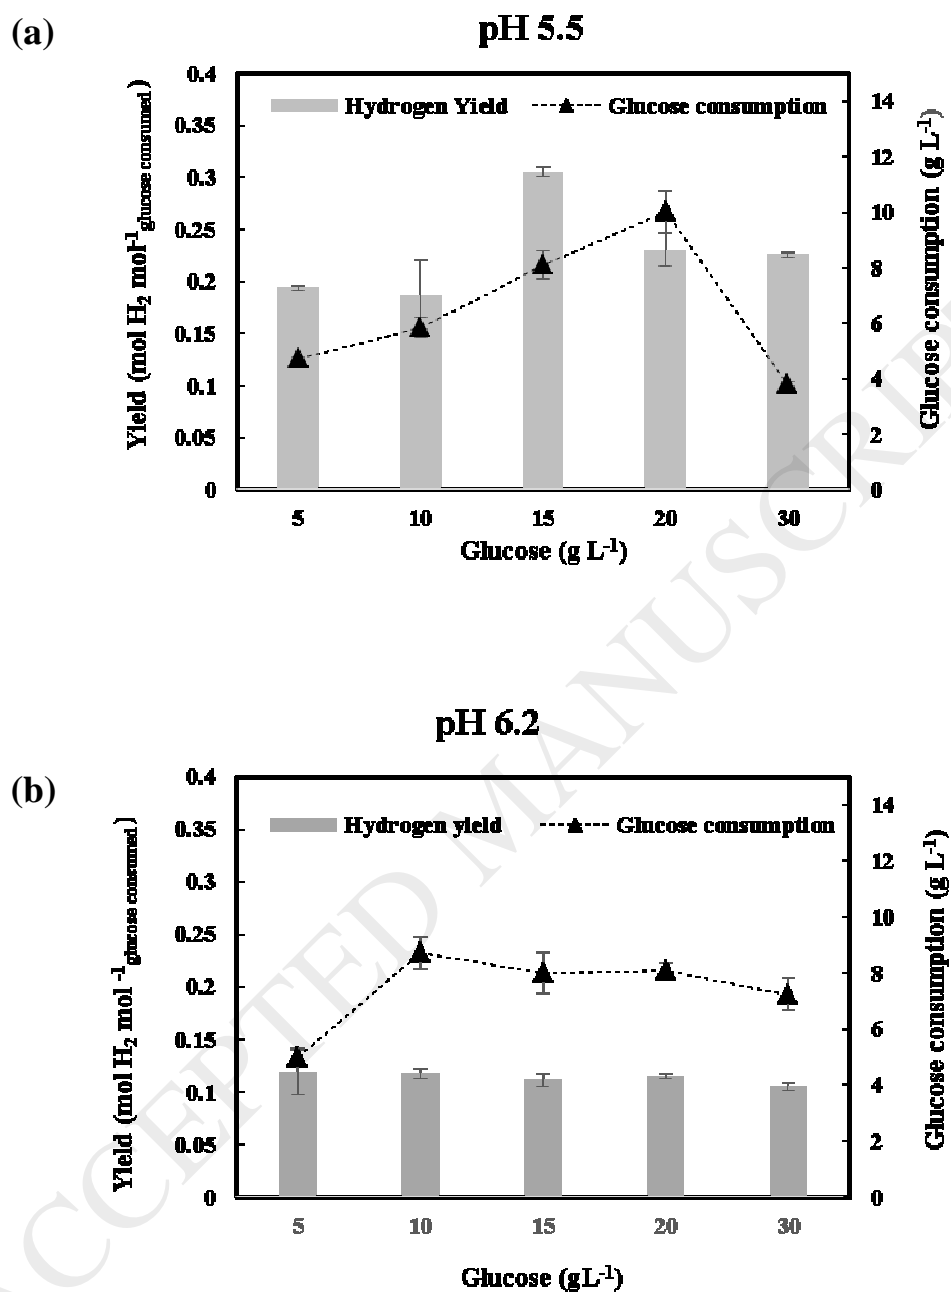 (a)
pH 5.5
0.4
0.35
0.3
0.25
0.2
0.15
0.1
0.05
0
Yield (mol H2 mol-1 glucose consumed)
Hydrogen Yield
Glucose consumption
14
12
10
8
6
4
2
0
Glucose consumption (g L-1)
5 10 15 20 30
Glucose (g L-1)
pH 6.2
(b)
0.4
0.35
0.3
0.25
0.2
0.15
0.1
0.05
0
Yield (mol H2 mol -1 glucose consumed)
Hydrogen yield
Glucose consumption
14
12
10
8
6
4
2
0
Glucose consumption (g L-1)
5 10 15 20 30
Glucose (gL-1)
ACCEPTED MANUSCRIPT